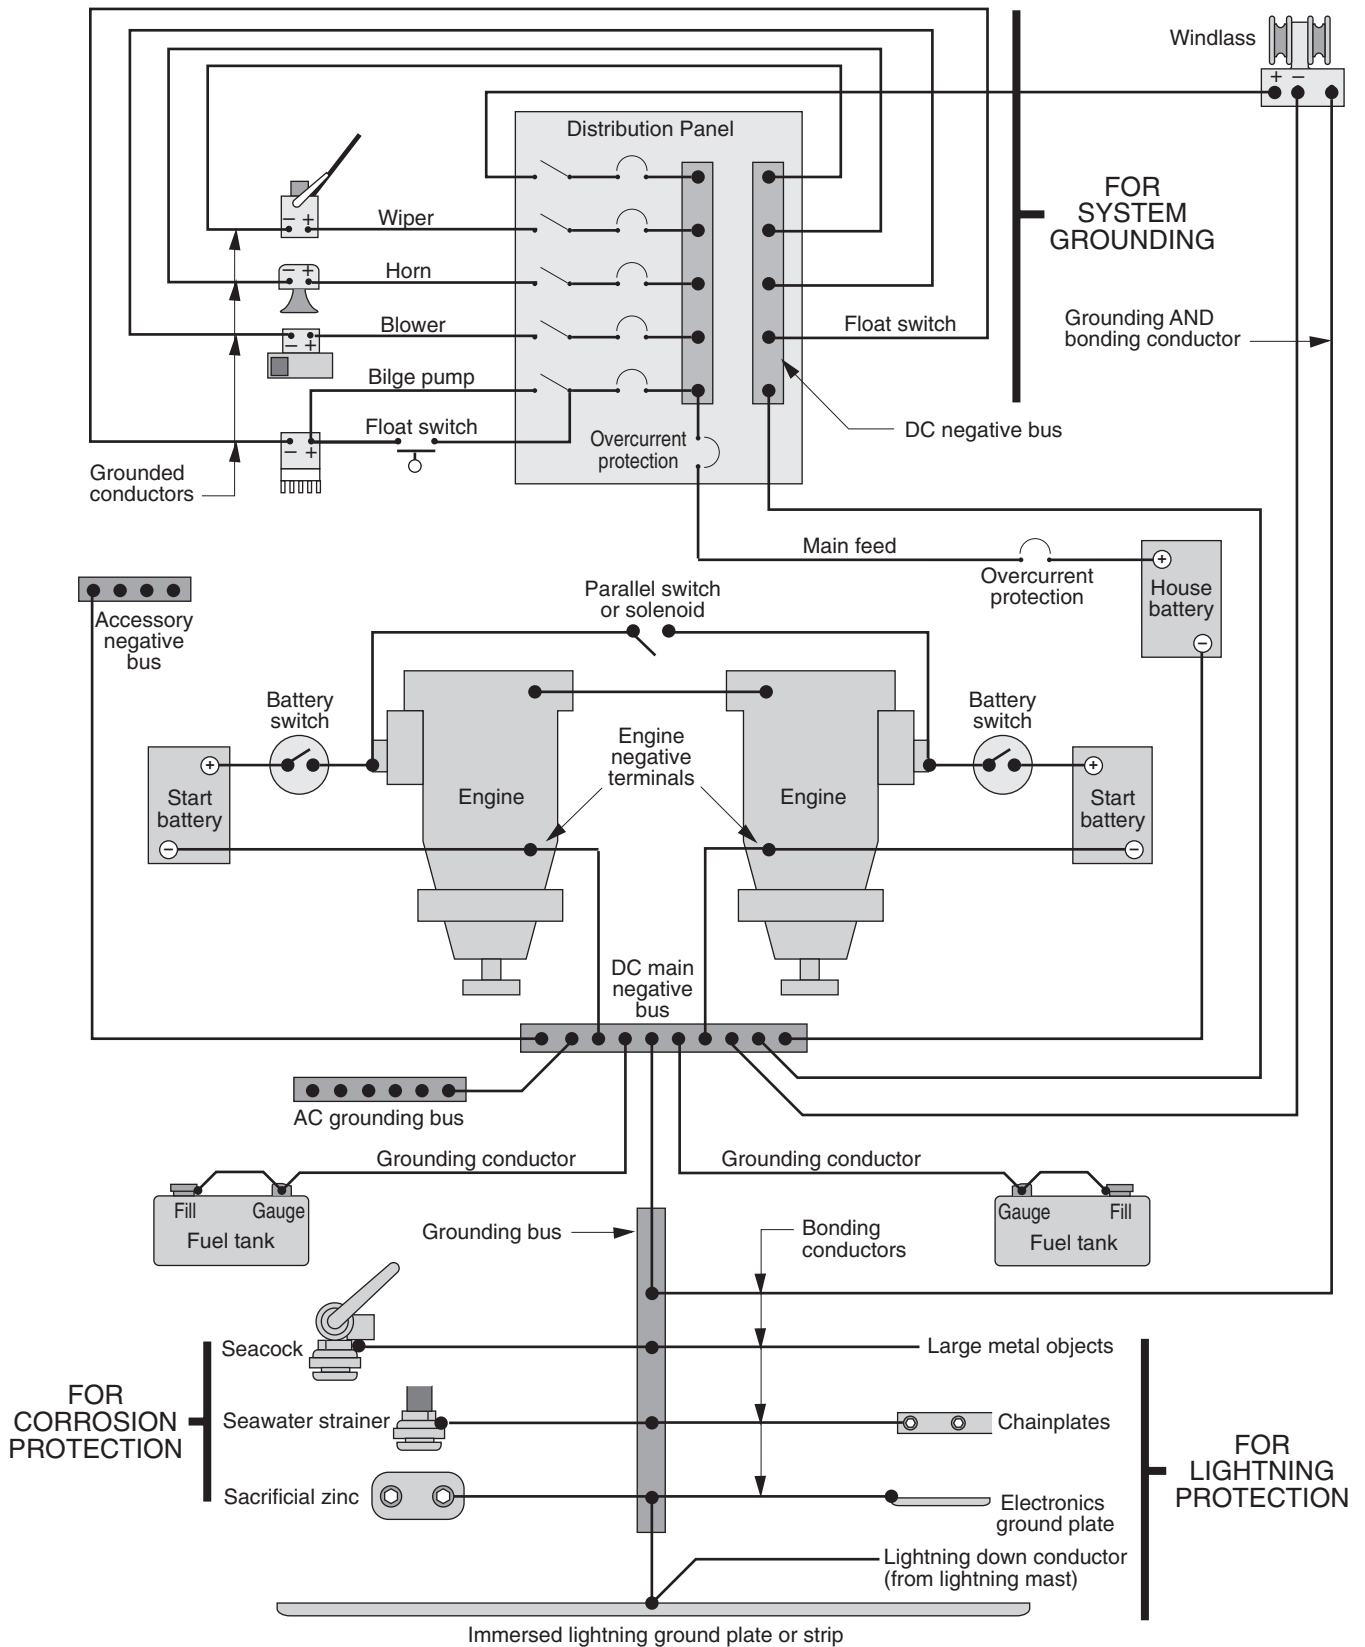 Windlass
+ −
Distribution Panel
FOR
SYSTEM
GROUNDING
− +
Wiper
− +
Horn
− +
Blower
Float switch
Grounding AND
bonding conductor
Bilge pump
Float switch
− +
Overcurrent
protection
DC negative bus
Grounded
conductors
Main feed
Overcurrent
protection
+
House
battery
−
Accessory
negative
bus
Parallel switch
or solenoid
Battery
switch
Engine
negative
terminals
Battery
switch
+
Start
battery
−
Engine
Engine
+
Start
battery
−
DC main
negative
bus
AC grounding bus
Grounding conductor
Grounding conductor
Fill
Gauge
Fuel tank
Gauge
Fill
Fuel tank
Grounding bus
Bonding
conductors
FOR
CORROSION
PROTECTION
Seacock
Large metal objects
Seawater strainer
Chainplates
Sacrificial zinc
Electronics
ground plate
FOR
LIGHTNING
PROTECTION
Lightning down conductor
(from lightning mast)
Immersed lightning ground plate or strip